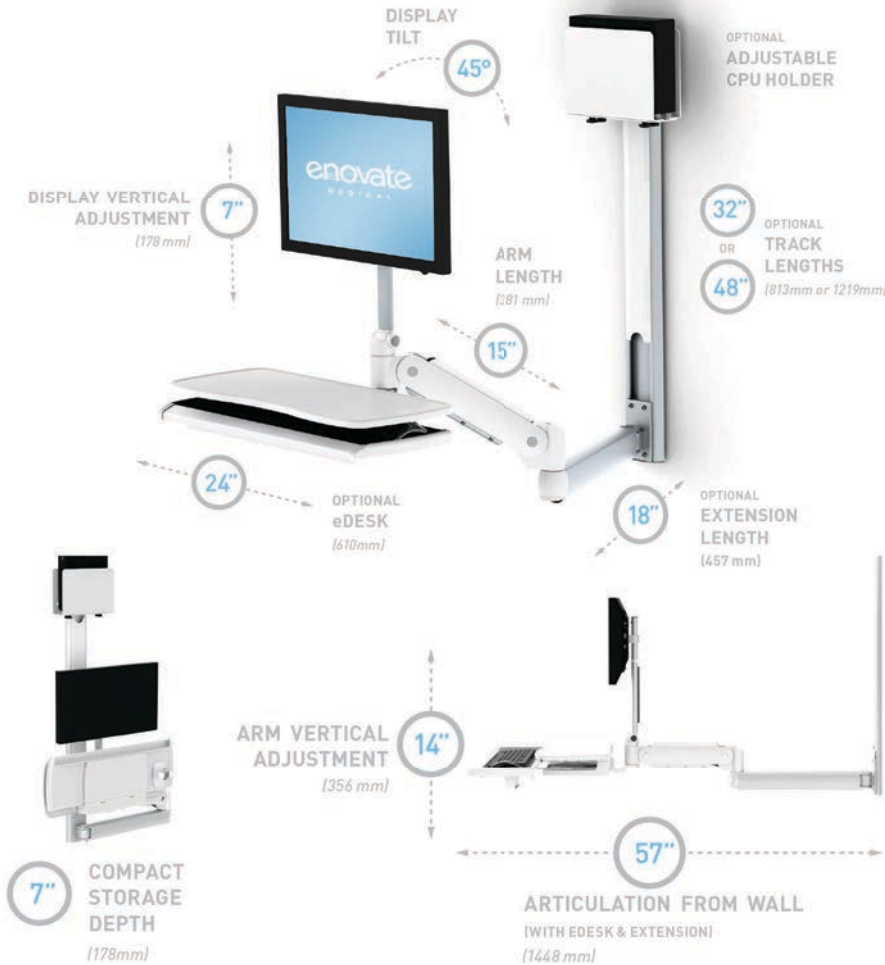 DISPLAY
TILT
45°
OPTIONAL
ADJUSTABLE
CPU HOLDER
enovate
MEDICAL
DISPLAY VERTICAL
ADJUSTMENT
(178 mm)
7”
32”
OR
48”
OPTIONAL
TRACK
LENGTHS
(813mm or 1219mm)
ARM
LENGTH
(381 mm)
15”
24”
OPTIONAL
eDESK
(610mm)
18”
OPTIONAL
EXTENSION
LENGTH
(457 mm)
ARM VERTICAL
ADJUSTMENT
(356 mm)
14”
7”
COMPACT
STORAGE
DEPTH
(178mm)
57”
ARTICULATION FROM WALL
(WITH EDESK & EXTENSION)
(1448 mm)